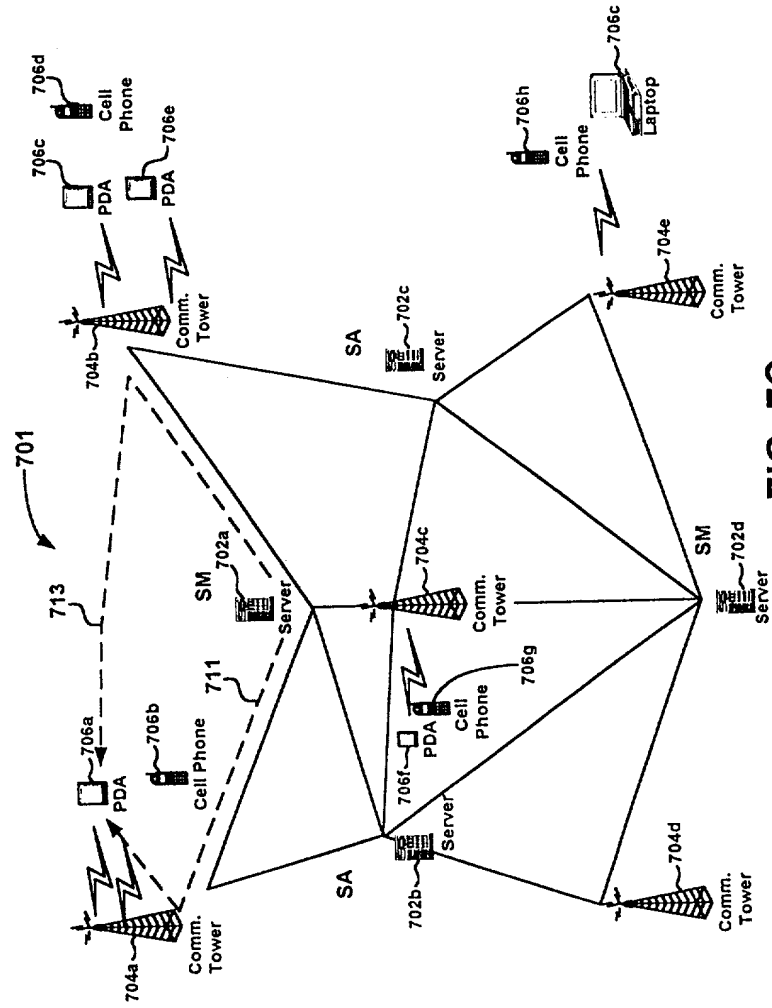 701
713
706a
PDA
706b
Cell Phone
704a
Comm.
Tower
711
SM
702a
Server
704b
Comm.
Tower
706c
PDA
706d
Cell
Phone
706e
PDA
SA
702b
Server
706f
PDA
706g
Cell
Phone
704c
Comm.
Tower
SA
702c
Server
704d
Comm.
Tower
SM
702d
Server
704e
Comm.
Tower
706h
Cell
Phone
706c
Laptop